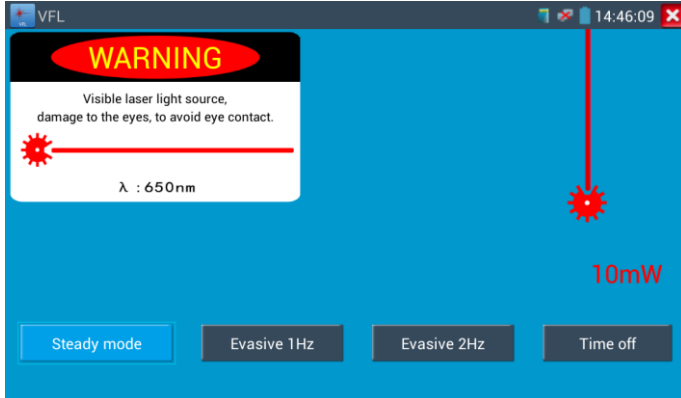 VFL
VFL
14:46:09
WARNING
Visible laser light source,
damage to the eyes, to avoid eye contact.
λ :650nm
10mW
Steady mode
Evasive 1Hz
Evasive 2Hz
Time off